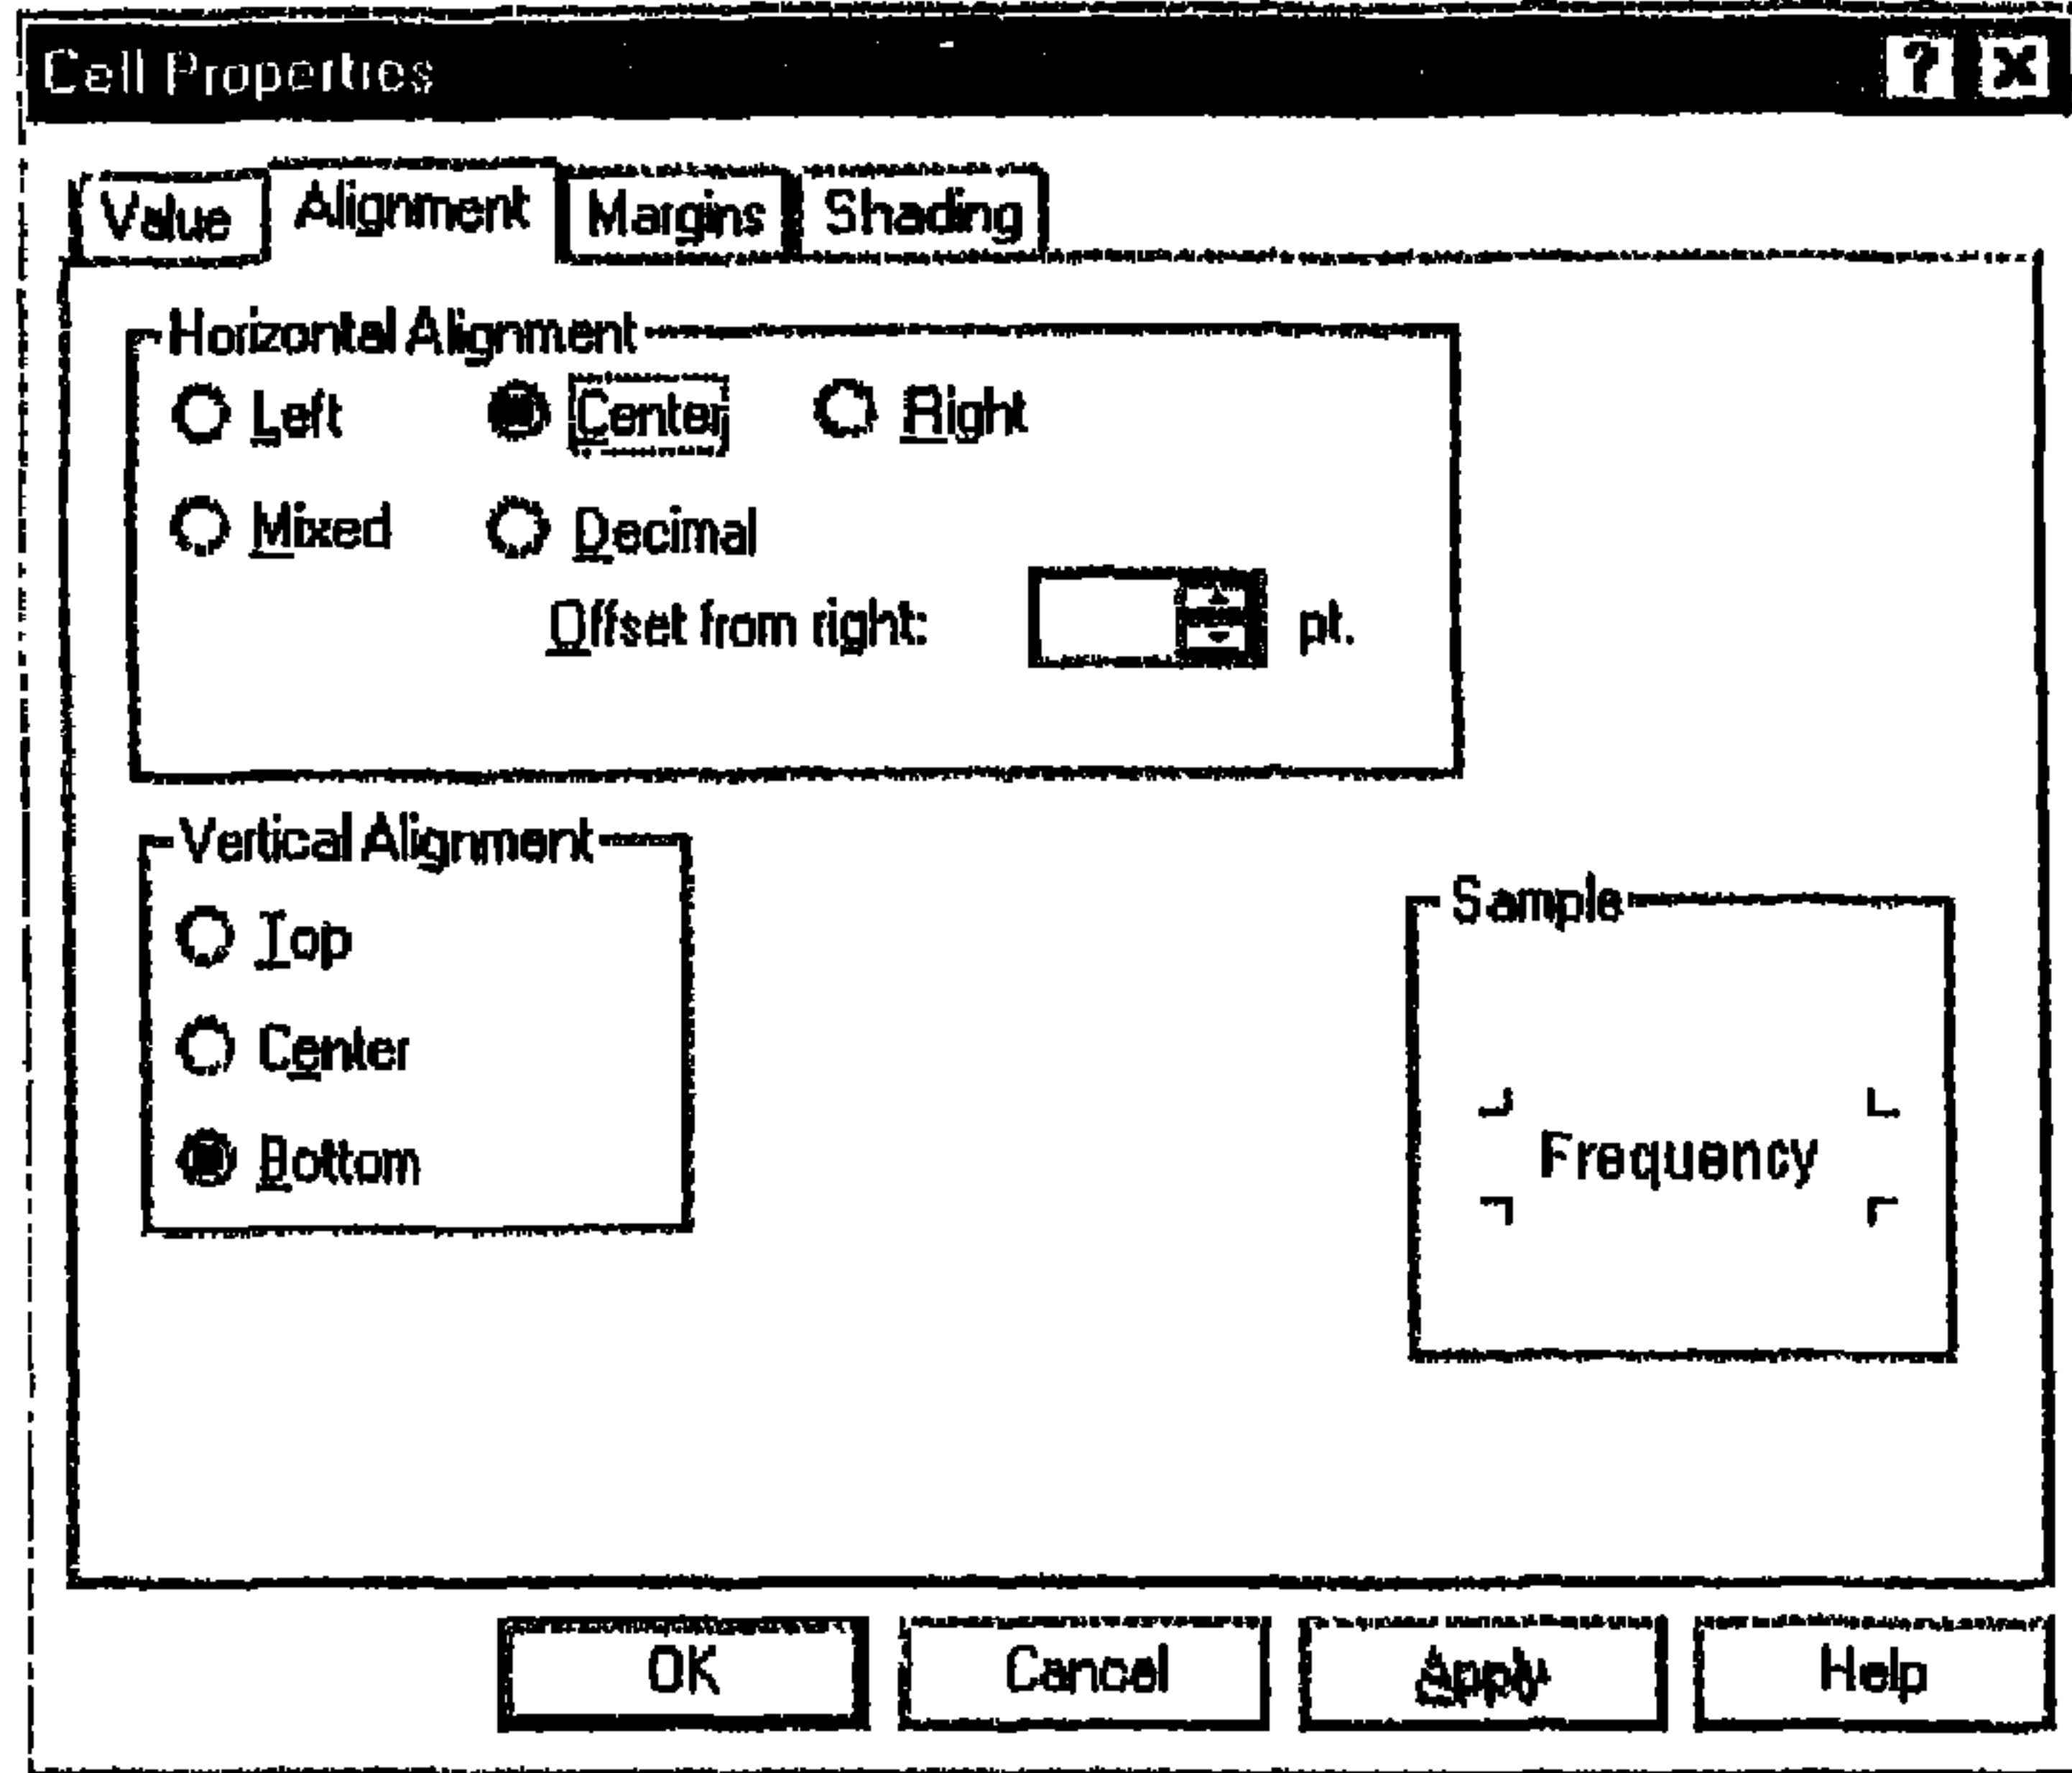 Cell Properties ? X
Value Alignment Margins Shading
Horizontal Alignment
Left Center Right
Mixed Decimal
Offset from right: pt.
Vertical Alignment
Top
Center
Bottom
Sample
Frequency
OK Cancel Apply Help